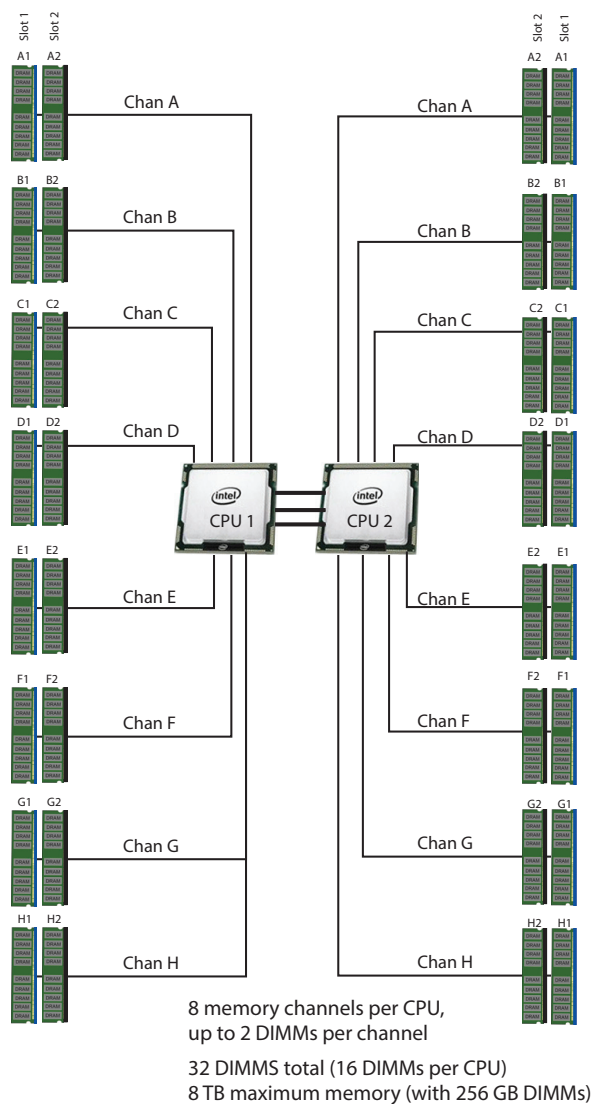 Slot 1 Slot 2 Slot 2 Slot 1
A1 A2 A2 A1
Chan A Chan A
B1 B2 B2 B1
Chan B Chan B
C1 C2 C2 C1
Chan C Chan C
D1 D2 D2 D1
Chan D Chan D
intel intel
CPU 1 CPU 2
E1 E2 E2 E1
Chan E Chan E
F1 F2 F2 F1
Chan F Chan F
G1 G2 G2 G1
Chan G Chan G
H1 H2 H2 H1
Chan H Chan H
8 memory channels per CPU,
up to 2 DIMMs per channel
32 DIMMS total (16 DIMMs per CPU)
8 TB maximum memory (with 256 GB DIMMs)